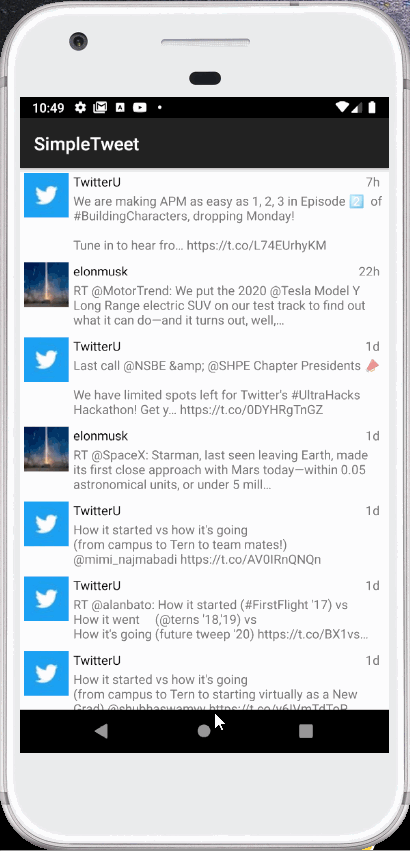 10:49
SimpleTweet
TwitterU 7h
We are making APM as easy as 1, 2, 3 in Episode 2️⃣ of
#BuildingCharacters, dropping Monday!
Tune in to hear fro… https://t.co/L74EUrhyKM
elonmusk 22h
RT @MotorTrend: We put the 2020 @Tesla Model Y
Long Range electric SUV on our test track to find out
what it can do—and it turns out, well,…
TwitterU 1d
Last call @NSBE &amp; @SHPE Chapter Presidents 📣
We have limited spots left for Twitter's #UltraHacks
Hackathon! Get y… https://t.co/0DYHRgTnGZ
elonmusk 1d
RT @SpaceX: Starman, last seen leaving Earth, made
its first close approach with Mars today—within 0.05
astronomical units, or under 5 mill…
TwitterU 1d
How it started vs how it's going
(from campus to Tern to team mates!)
@mimi_najmabadi https://t.co/AV0IRnQNQn
TwitterU 1d
RT @alanbato: How it started (#FirstFlight '17) vs
How it went (@terns '18,'19) vs
How it's going (future tweep '20) https://t.co/BX1vs…
TwitterU 1d
How it started vs how it's going
(from campus to Tern to starting virtually as a New
Grad) @shubhaswamyy